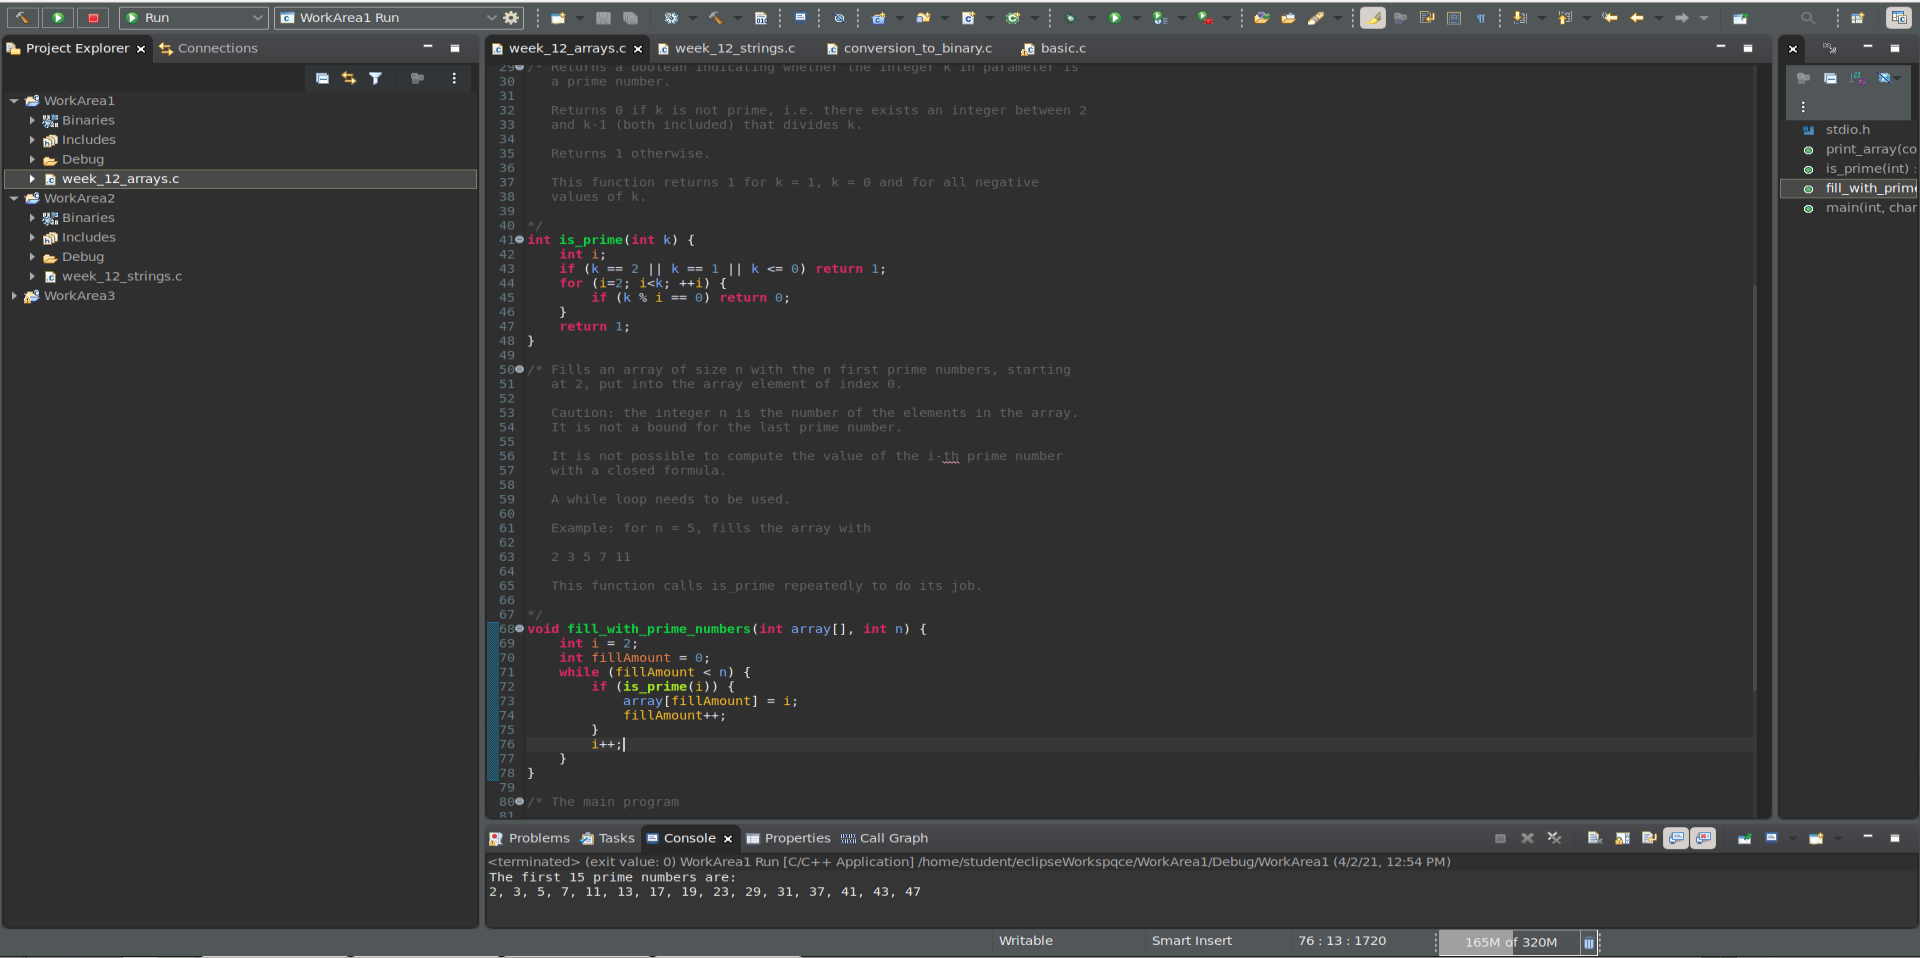 Run
WorkArea1 Run
Project Explorer
Connections
WorkArea1
Binaries
Includes
Debug
week_12_arrays.c
WorkArea2
Binaries
Includes
Debug
week_12_strings.c
WorkArea3
week_12_arrays.c
week_12_strings.c
conversion_to_binary.c
basic.c
29 /* Returns a boolean indicating whether the integer k in parameter is
30 a prime number.
31
32 Returns 0 if k is not prime, i.e. there exists an integer between 2
33 and k-1 (both included) that divides k.
34
35 Returns 1 otherwise.
36
37 This function returns 1 for k = 1, k = 0 and for all negative
38 values of k.
39
40 */
41 int is_prime(int k) {
42 int i;
43 if (k == 2 || k == 1 || k <= 0) return 1;
44 for (i=2; i<k; ++i) {
45 if (k % i == 0) return 0;
46 }
47 return 1;
48 }
49
50 /* Fills an array of size n with the n first prime numbers, starting
51 at 2, put into the array element of index 0.
52
53 Caution: the integer n is the number of the elements in the array.
54 It is not a bound for the last prime number.
55
56 It is not possible to compute the value of the i-th prime number
57 with a closed formula.
58
59 A while loop needs to be used.
60
61 Example: for n = 5, fills the array with
62
63 2 3 5 7 11
64
65 This function calls is_prime repeatedly to do its job.
66
67 */
68 void fill_with_prime_numbers(int array[], int n) {
69 int i = 2;
70 int fillAmount = 0;
71 while (fillAmount < n) {
72 if (is_prime(i)) {
73 array[fillAmount] = i;
74 fillAmount++;
75 }
76 i++;
77 }
78 }
79
80 /* The main program
81
stdio.h
print_array(co
is_prime(int) :
fill_with_prime
main(int, char
Problems
Tasks
Console
Properties
Call Graph
<terminated> (exit value: 0) WorkArea1 Run [C/C++ Application] /home/student/eclipseWorkspqce/WorkArea1/Debug/WorkArea1 (4/2/21, 12:54 PM)
The first 15 prime numbers are:
2, 3, 5, 7, 11, 13, 17, 19, 23, 29, 31, 37, 41, 43, 47
Writable
Smart Insert
76 : 13 : 1720
165M of 320M